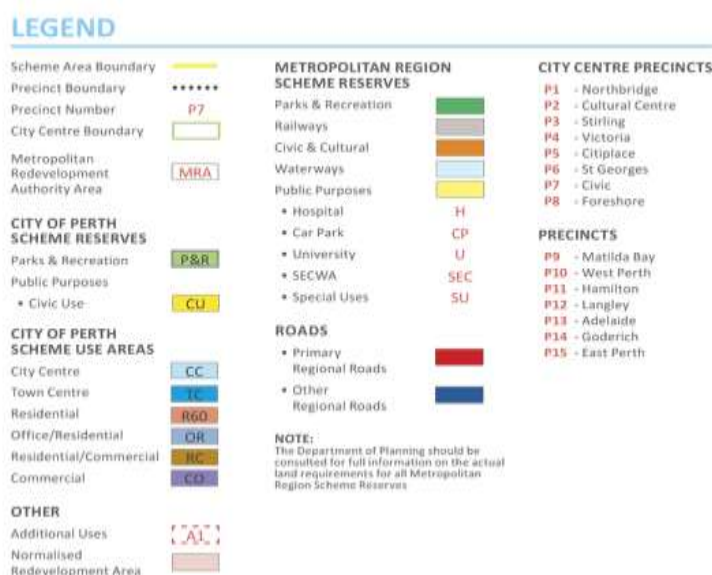 LEGEND
Scheme Area Boundary
Precinct Boundary
Precinct Number P7
City Centre Boundary
Metropolitan
Redevelopment MRA
Authority Area
CITY OF PERTH
SCHEME RESERVES
Parks & Recreation P&R
Public Purposes
• Civic Use CU
CITY OF PERTH
SCHEME USE AREAS
City Centre CC
Town Centre TC
Residential R60
Office/Residential OR
Residential/Commercial RC
Commercial CO
OTHER
Additional Uses A1
Normalised
Redevelopment Area
METROPOLITAN REGION
SCHEME RESERVES
Parks & Recreation
Railways
Civic & Cultural
Waterways
Public Purposes
• Hospital H
• Car Park CP
• University U
• SECWA SEC
• Special Uses SU
ROADS
• Primary
Regional Roads
• Other
Regional Roads
NOTE:
The Department of Planning should be
consulted for full information on the actual
land requirements for all Metropolitan
Region Scheme Reserves
CITY CENTRE PRECINCTS
P1 - Northbridge
P2 - Cultural Centre
P3 - Stirling
P4 - Victoria
P5 - Citiplace
P6 - St Georges
P7 - Civic
P8 - Foreshore
PRECINCTS
P9 - Matilda Bay
P10 - West Perth
P11 - Hamilton
P12 - Langley
P13 - Adelaide
P14 - Goderich
P15 - East Perth